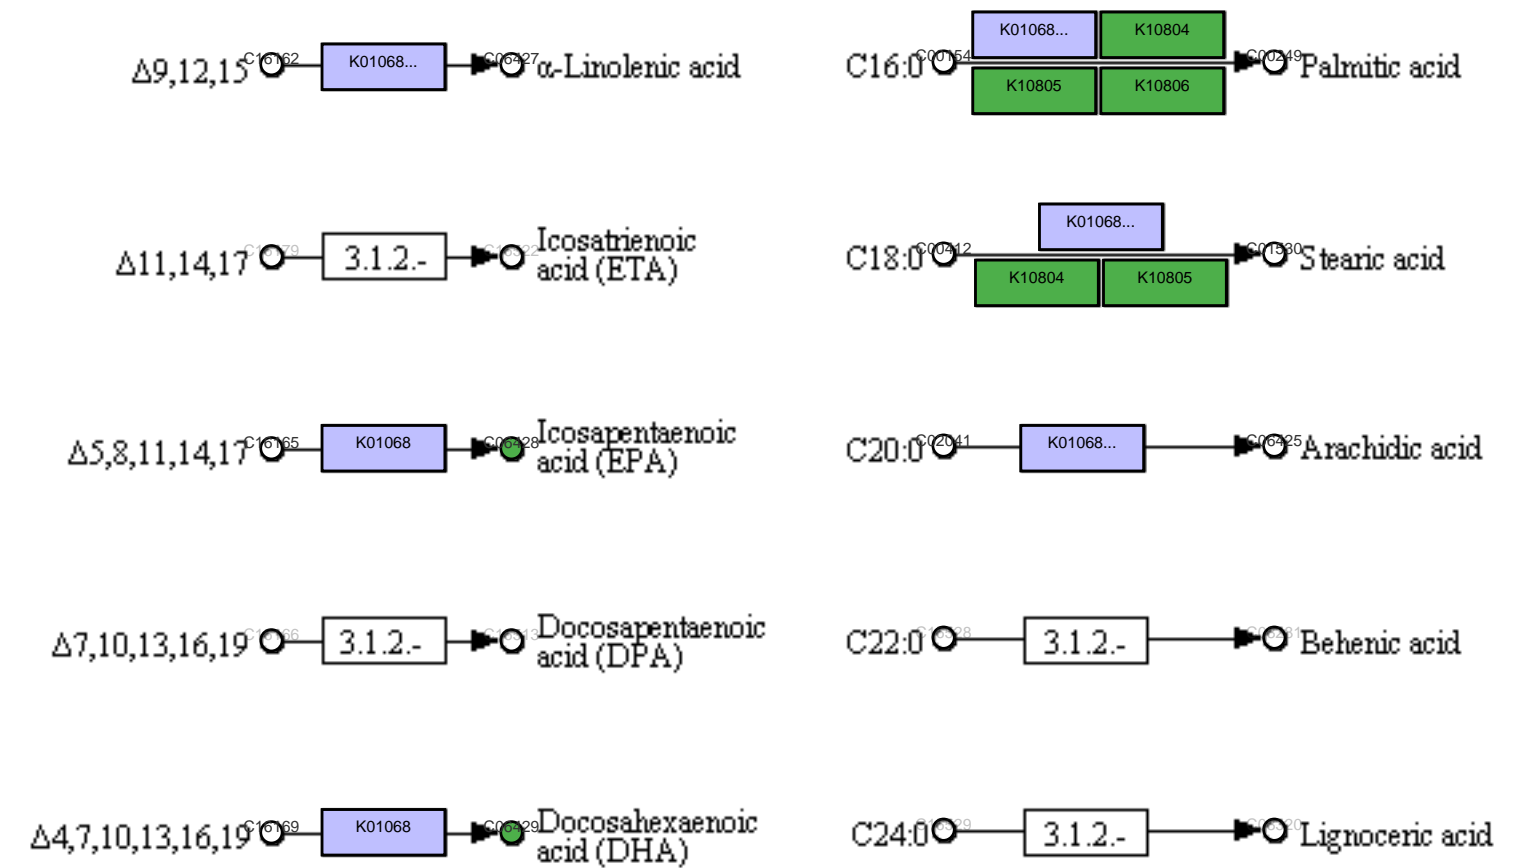 Δ9,12,15 C16162 K01068... C06427 α-Linolenic acid
C16:0 C00154 K01068... K10804 C00249 Palmitic acid
K10805 K10806
Δ11,14,17 3.1.2.- Icosatrienoic
acid (ETA)
C18:0 C00412 K01068... C01530 Stearic acid
K10804 K10805
Δ5,8,11,14,17 C16165 K01068 C06428 Icosapentaenoic
acid (EPA)
C20:0 C02041 K01068... C06425 Arachidic acid
Δ7,10,13,16,19 3.1.2.- Docosapentaenoic
acid (DPA)
C22:0 3.1.2.- Behenic acid
Δ4,7,10,13,16,19 C16169 K01068 C06429 Docosahexaenoic
acid (DHA)
C24:0 3.1.2.- Lignoceric acid